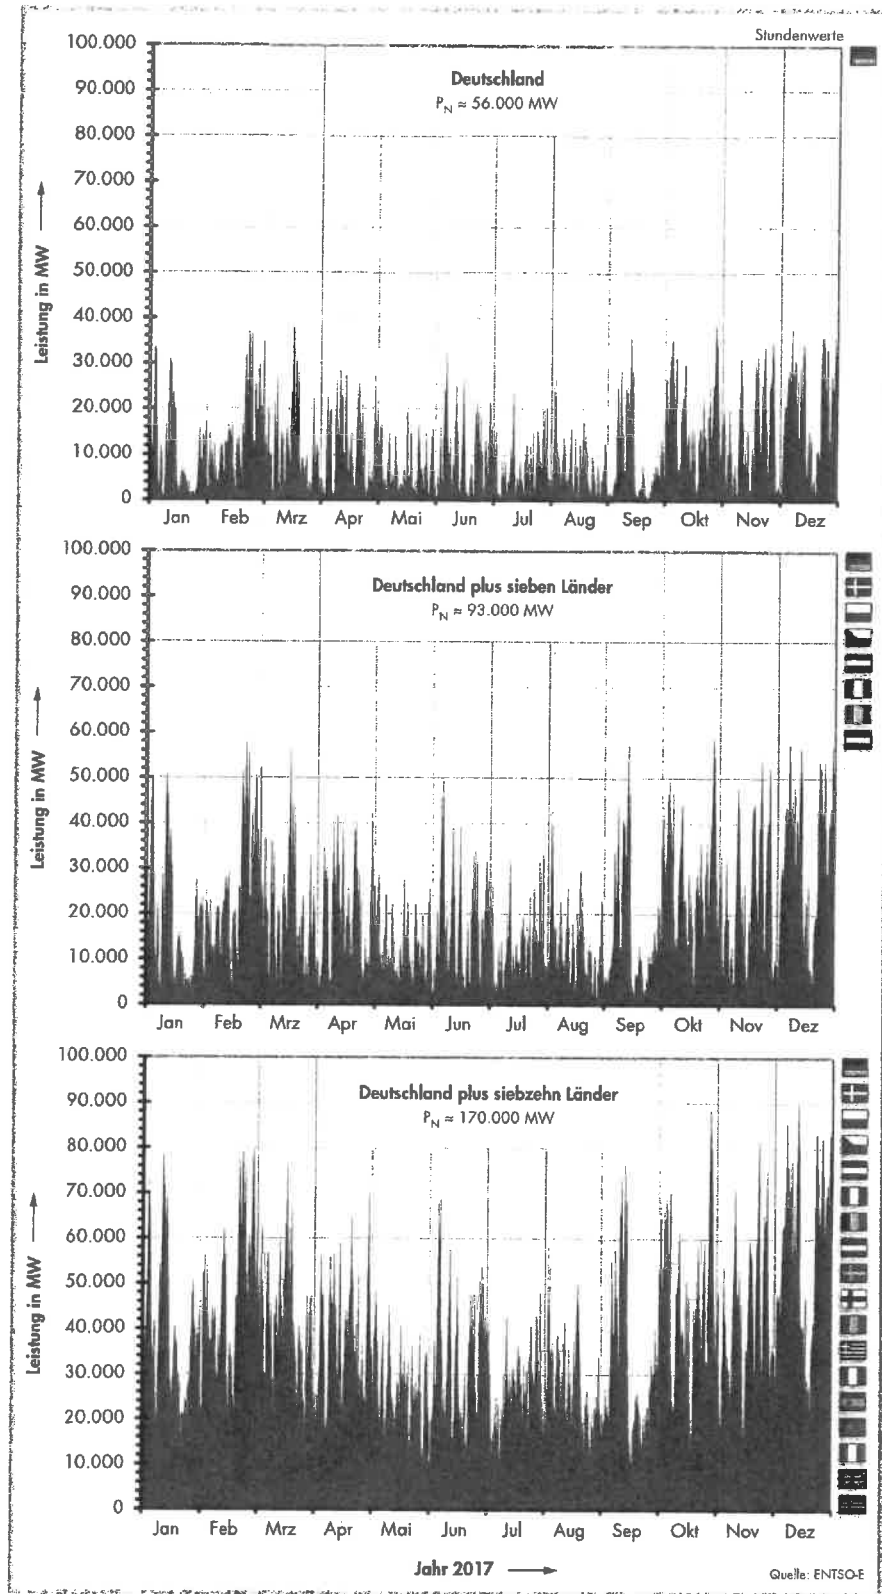 Stundenwerte
100.000
90.000
80.000
70.000
60.000
50.000
40.000
30.000
20.000
10.000
0
Leistung in MW
Deutschland
P_N ≈ 56.000 MW
Jan Feb Mrz Apr Mai Jun Jul Aug Sep Okt Nov Dez
100.000
90.000
80.000
70.000
60.000
50.000
40.000
30.000
20.000
10.000
0
Leistung in MW
Deutschland plus sieben Länder
P_N ≈ 93.000 MW
Jan Feb Mrz Apr Mai Jun Jul Aug Sep Okt Nov Dez
100.000
90.000
80.000
70.000
60.000
50.000
40.000
30.000
20.000
10.000
0
Leistung in MW
Deutschland plus siebzehn Länder
P_N ≈ 170.000 MW
Jan Feb Mrz Apr Mai Jun Jul Aug Sep Okt Nov Dez
Jahr 2017
Quelle: ENTSO-E